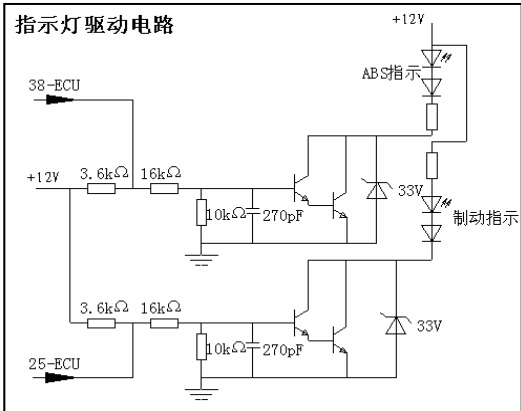 指示灯驱动电路
+12V
ABS指示
38-ECU
+12V
3.6kΩ
16kΩ
10kΩ
270pF
33V
制动指示
3.6kΩ
16kΩ
10kΩ
270pF
33V
25-ECU